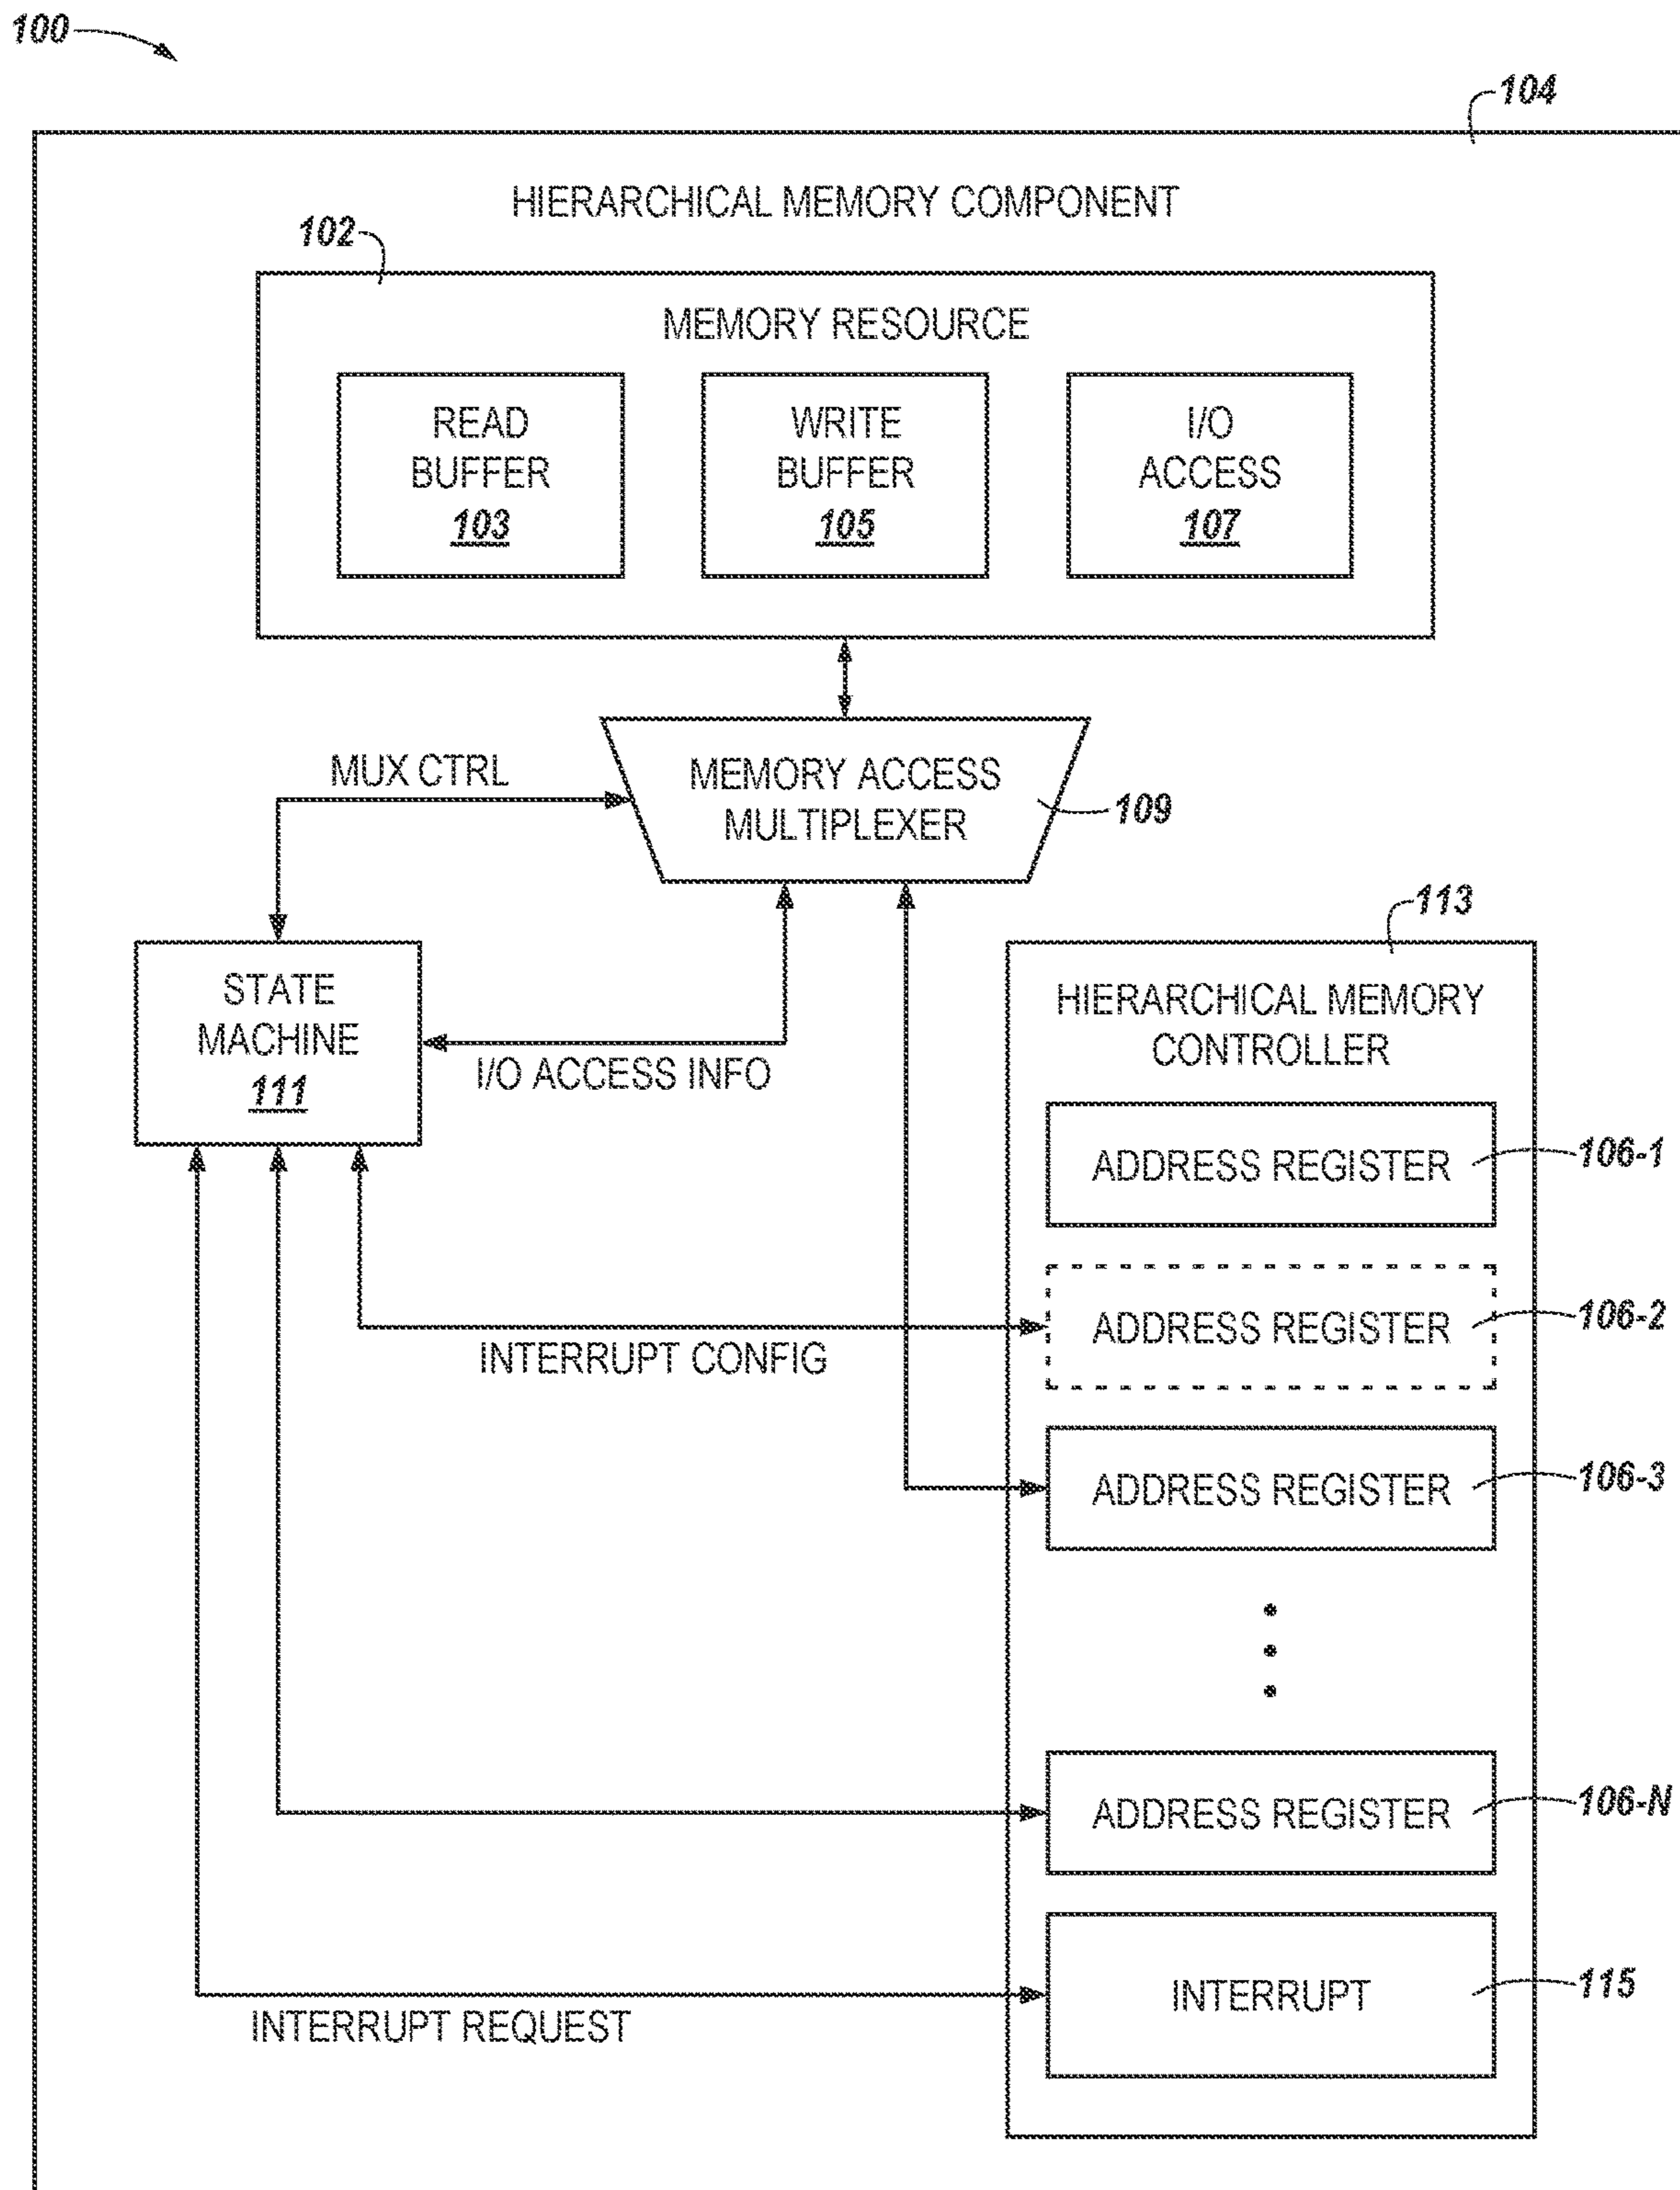 100
104
HIERARCHICAL MEMORY COMPONENT
102
MEMORY RESOURCE
READ
BUFFER
103
WRITE
BUFFER
105
I/O
ACCESS
107
MUX CTRL
MEMORY ACCESS
MULTIPLEXER
109
STATE
MACHINE
111
I/O ACCESS INFO
113
HIERARCHICAL MEMORY
CONTROLLER
ADDRESS REGISTER
106-1
ADDRESS REGISTER
106-2
INTERRUPT CONFIG
ADDRESS REGISTER
106-3
ADDRESS REGISTER
106-N
INTERRUPT
115
INTERRUPT REQUEST